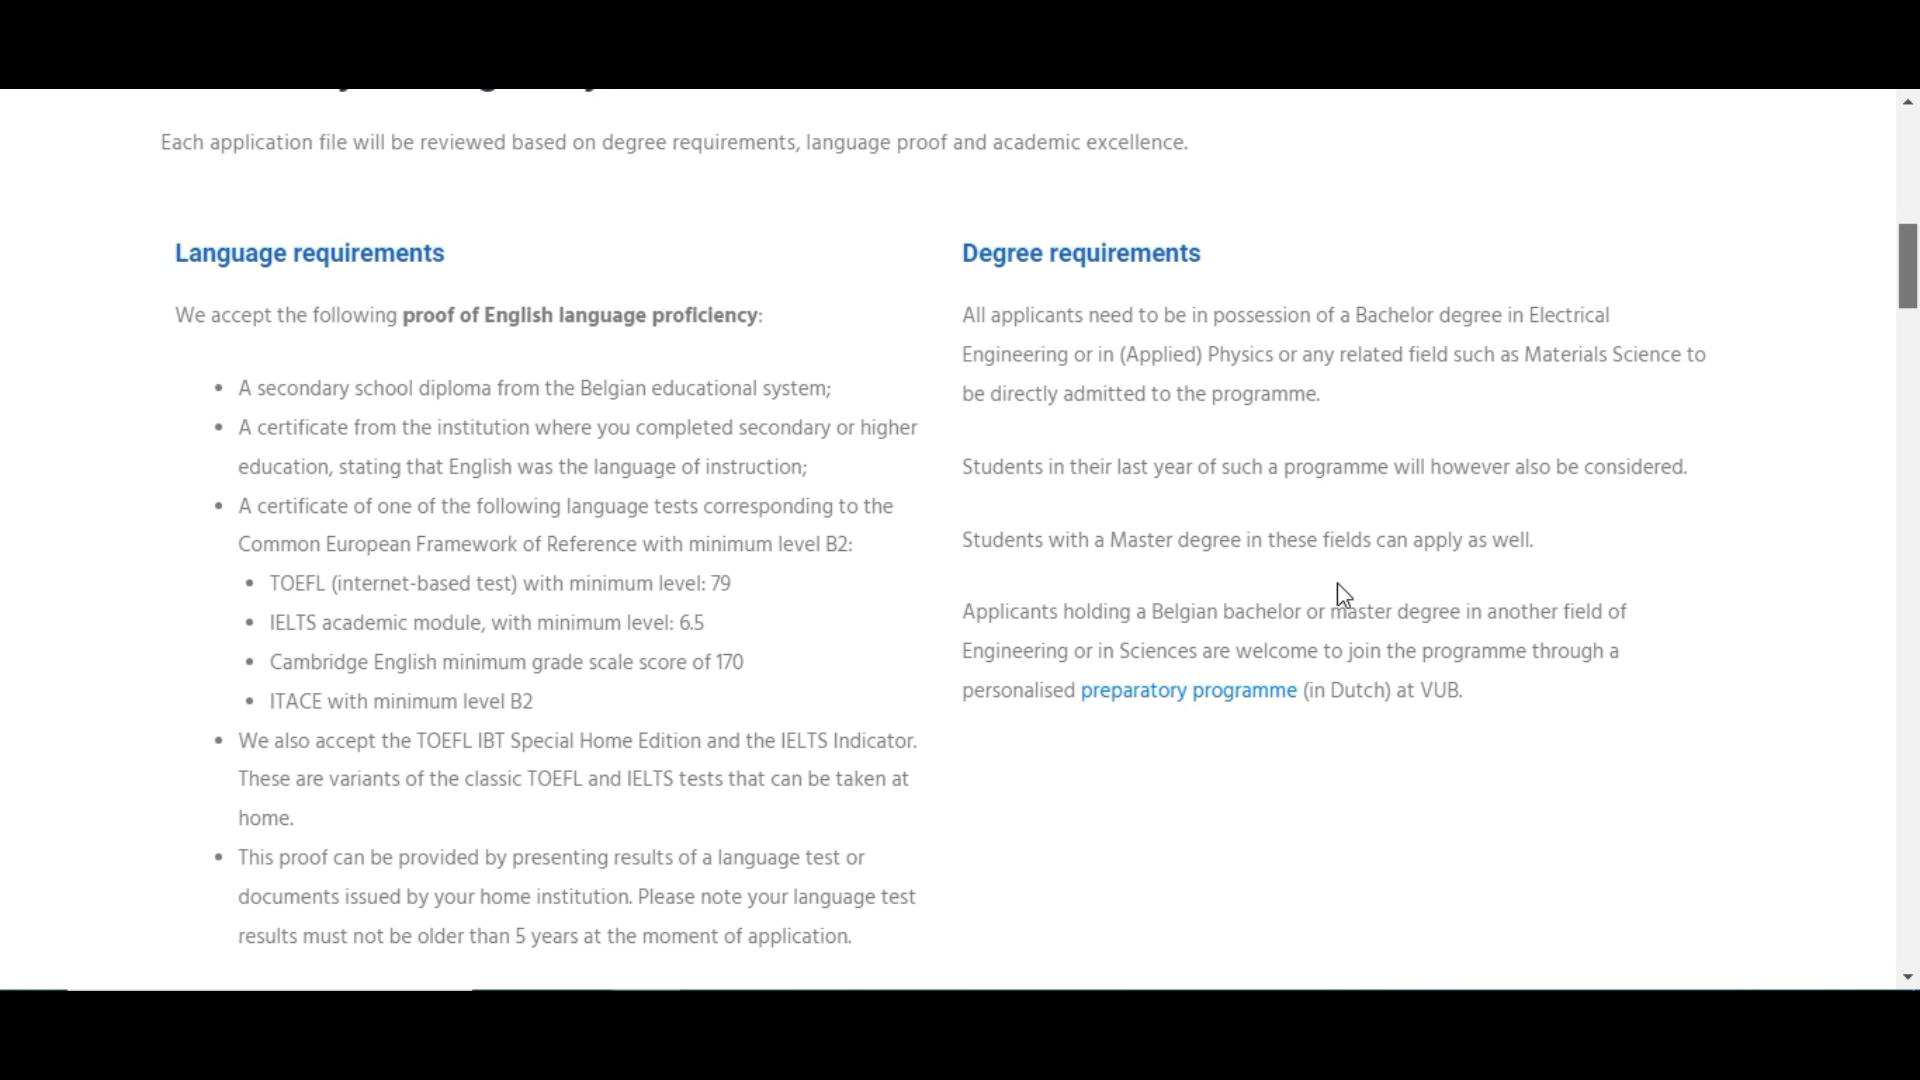 Each application file will be reviewed based on degree requirements, language proof and academic excellence.
Language requirements
We accept the following proof of English language proficiency:
A secondary school diploma from the Belgian educational system;
A certificate from the institution where you completed secondary or higher
education, stating that English was the language of instruction;
A certificate of one of the following language tests corresponding to the
Common European Framework of Reference with minimum level B2:
TOEFL (internet-based test) with minimum level: 79
IELTS academic module, with minimum level: 6.5
Cambridge English minimum grade scale score of 170
ITACE with minimum level B2
We also accept the TOEFL IBT Special Home Edition and the IELTS Indicator.
These are variants of the classic TOEFL and IELTS tests that can be taken at
home.
This proof can be provided by presenting results of a language test or
documents issued by your home institution. Please note your language test
results must not be older than 5 years at the moment of application.
Degree requirements
All applicants need to be in possession of a Bachelor degree in Electrical
Engineering or in (Applied) Physics or any related field such as Materials Science to
be directly admitted to the programme.
Students in their last year of such a programme will however also be considered.
Students with a Master degree in these fields can apply as well.
Applicants holding a Belgian bachelor or master degree in another field of
Engineering or in Sciences are welcome to join the programme through a
personalised preparatory programme (in Dutch) at VUB.